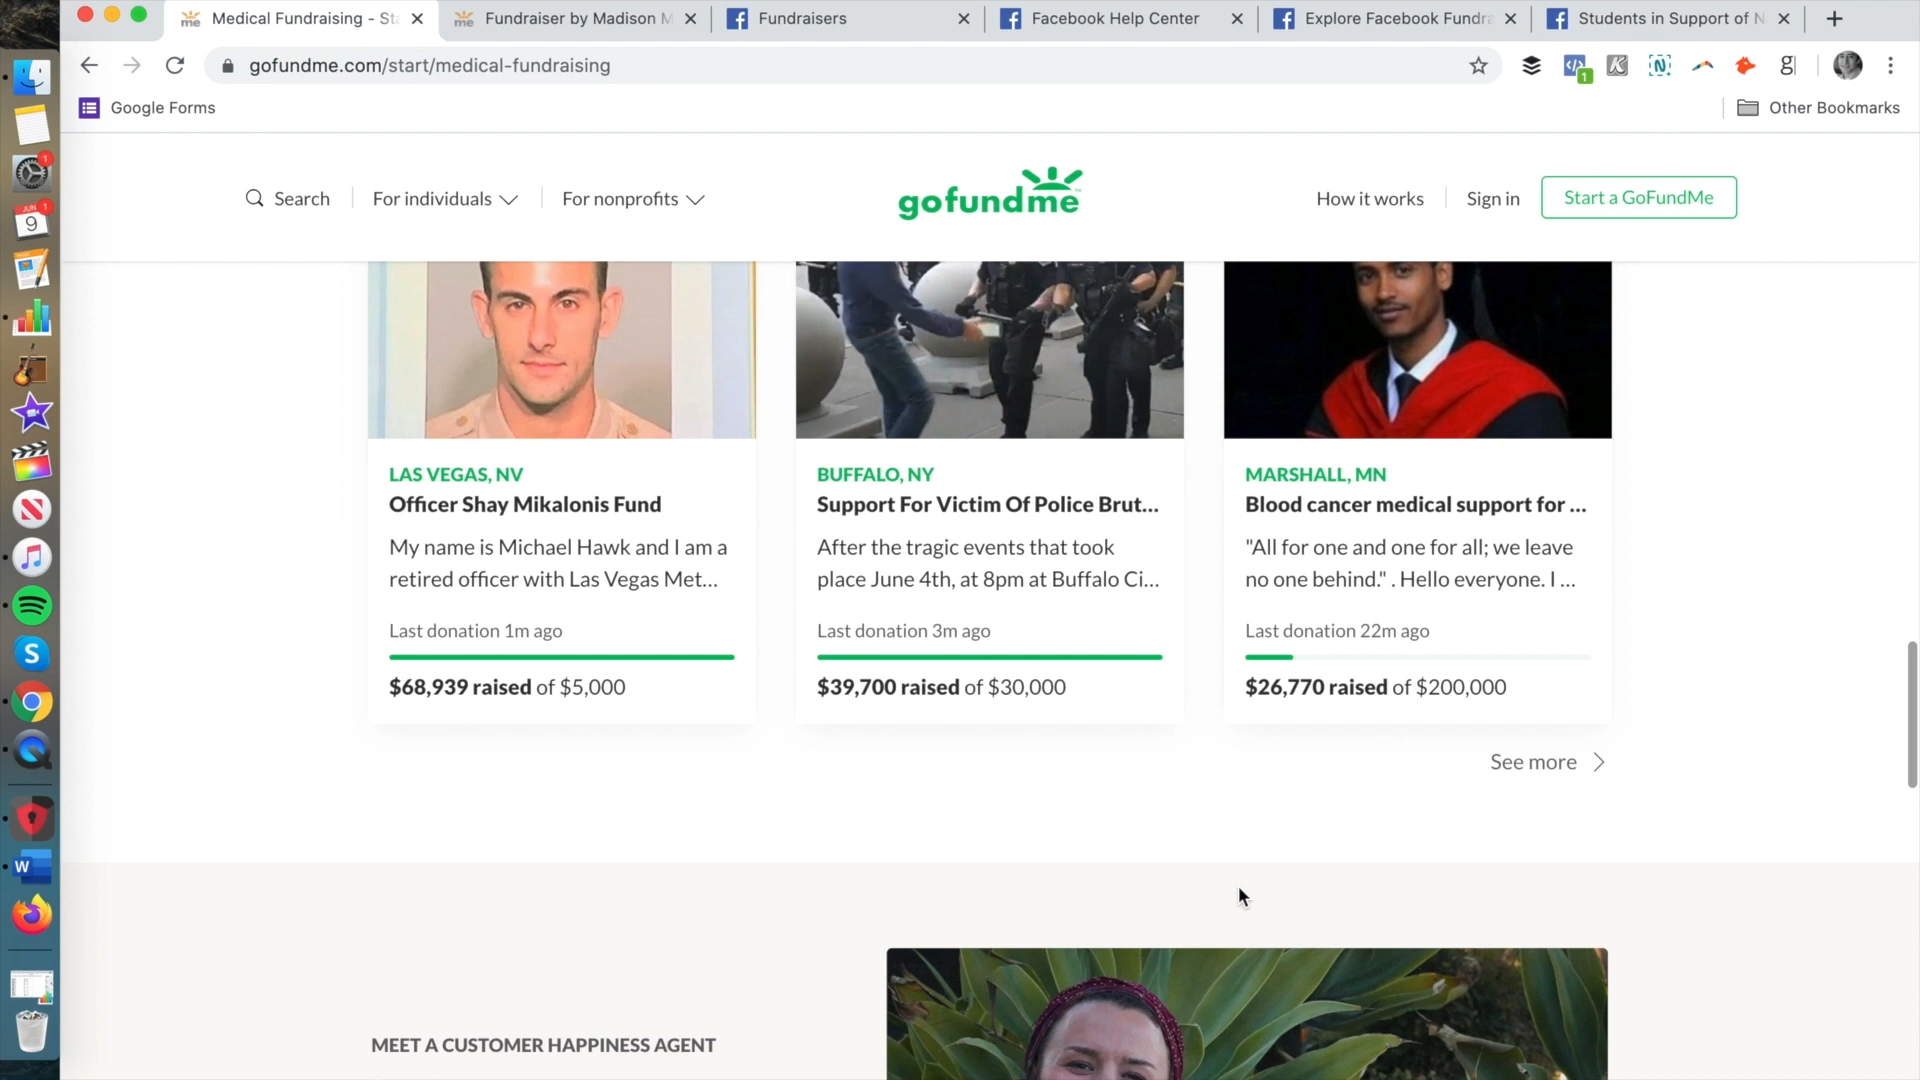 Medical Fundraising - Sta
Fundraiser by Madison M
Fundraisers
Facebook Help Center
Explore Facebook Fundra
Students in Support of N
gofundme.com/start/medical-fundraising
1
Google Forms
Other Bookmarks
Search
For individuals
For nonprofits
gofundme
How it works
Sign in
Start a GoFundMe
LAS VEGAS, NV
Officer Shay Mikalonis Fund
My name is Michael Hawk and I am a
retired officer with Las Vegas Met...
Last donation 1m ago
$68,939 raised of $5,000
BUFFALO, NY
Support For Victim Of Police Brut...
After the tragic events that took
place June 4th, at 8pm at Buffalo Ci...
Last donation 3m ago
$39,700 raised of $30,000
MARSHALL, MN
Blood cancer medical support for ...
"All for one and one for all; we leave
no one behind." . Hello everyone. I ...
Last donation 22m ago
$26,770 raised of $200,000
See more
MEET A CUSTOMER HAPPINESS AGENT
1
JUN
1
9